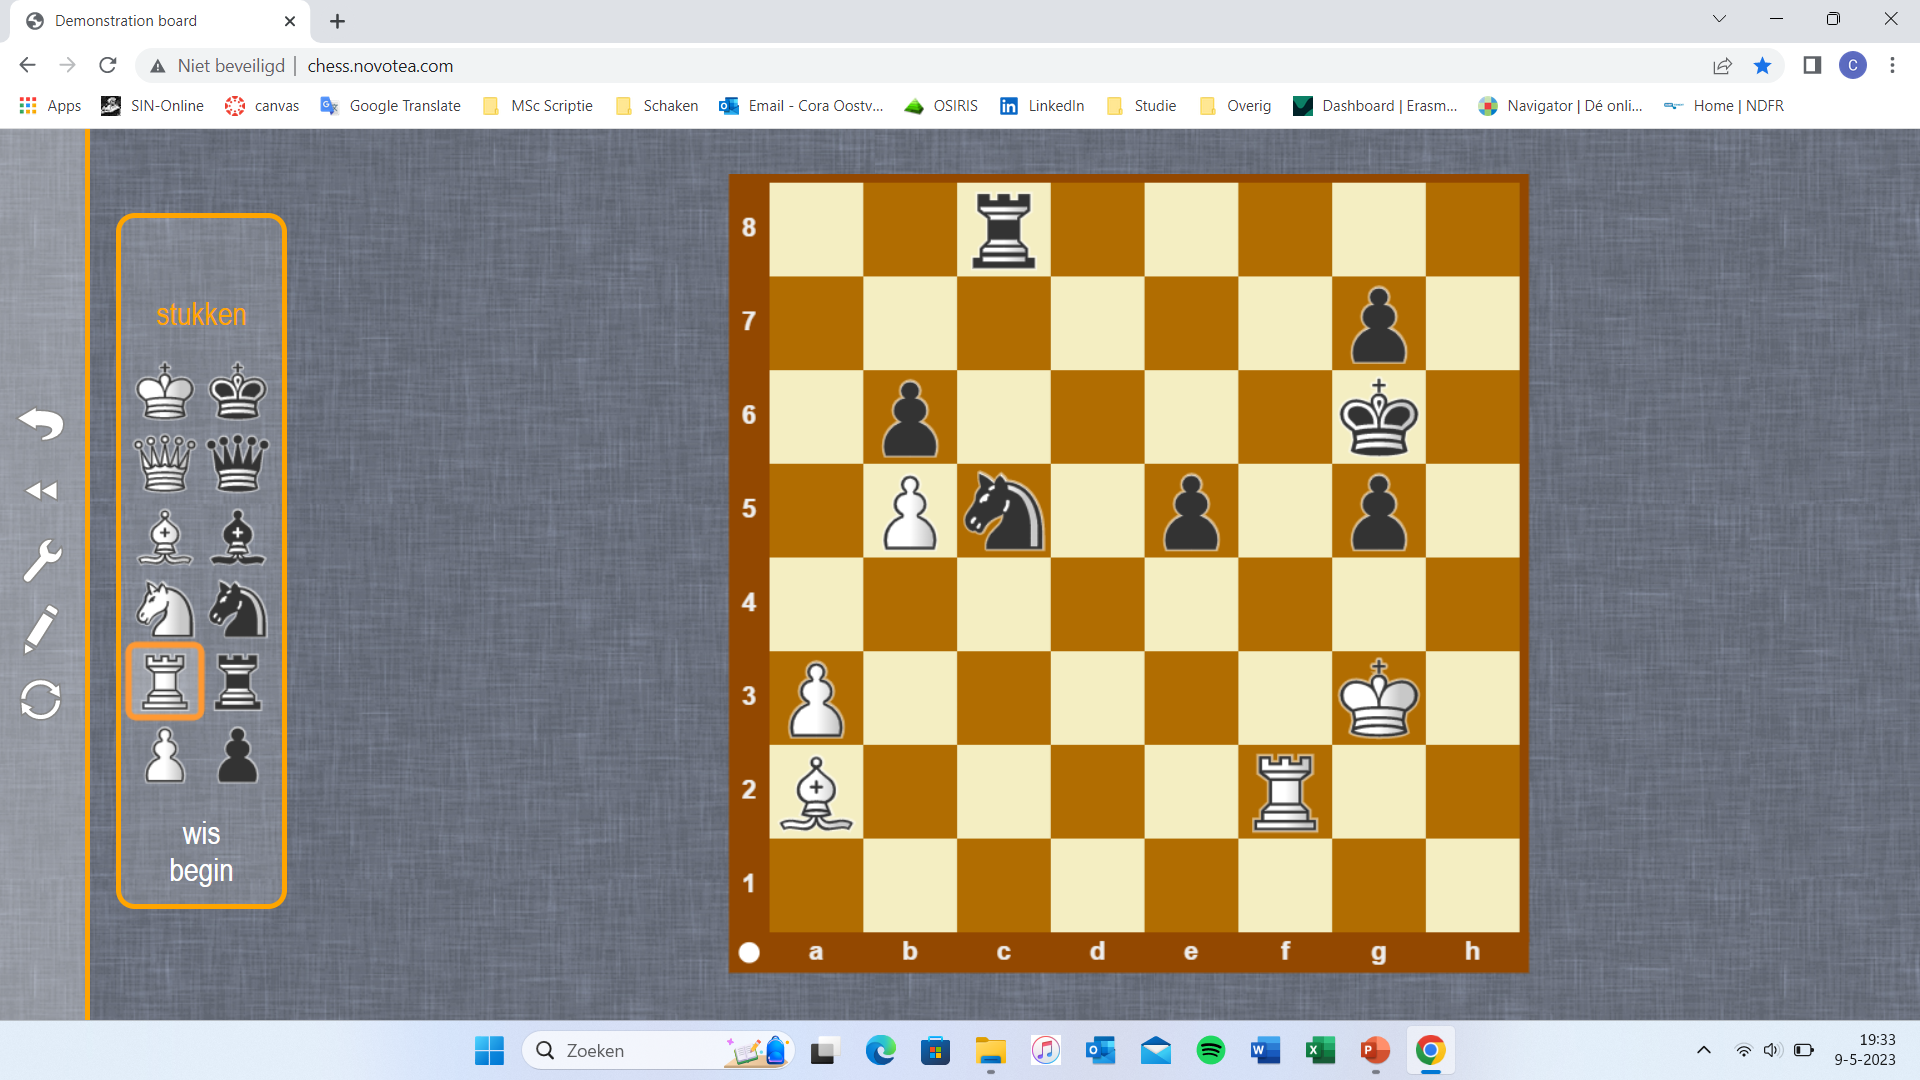 Demonstration board
Niet beveiligd | chess.novotea.com
Apps SIN-Online canvas Google Translate MSc Scriptie Schaken Email - Cora Oostv... OSIRIS LinkedIn Studie Overig Dashboard | Erasm... Navigator | Dé onli... Home | NDFR
C
stukken
wis
begin
8
7
6
5
4
3
2
1
a b c d e f g h
Zoeken
19:33
9-5-2023